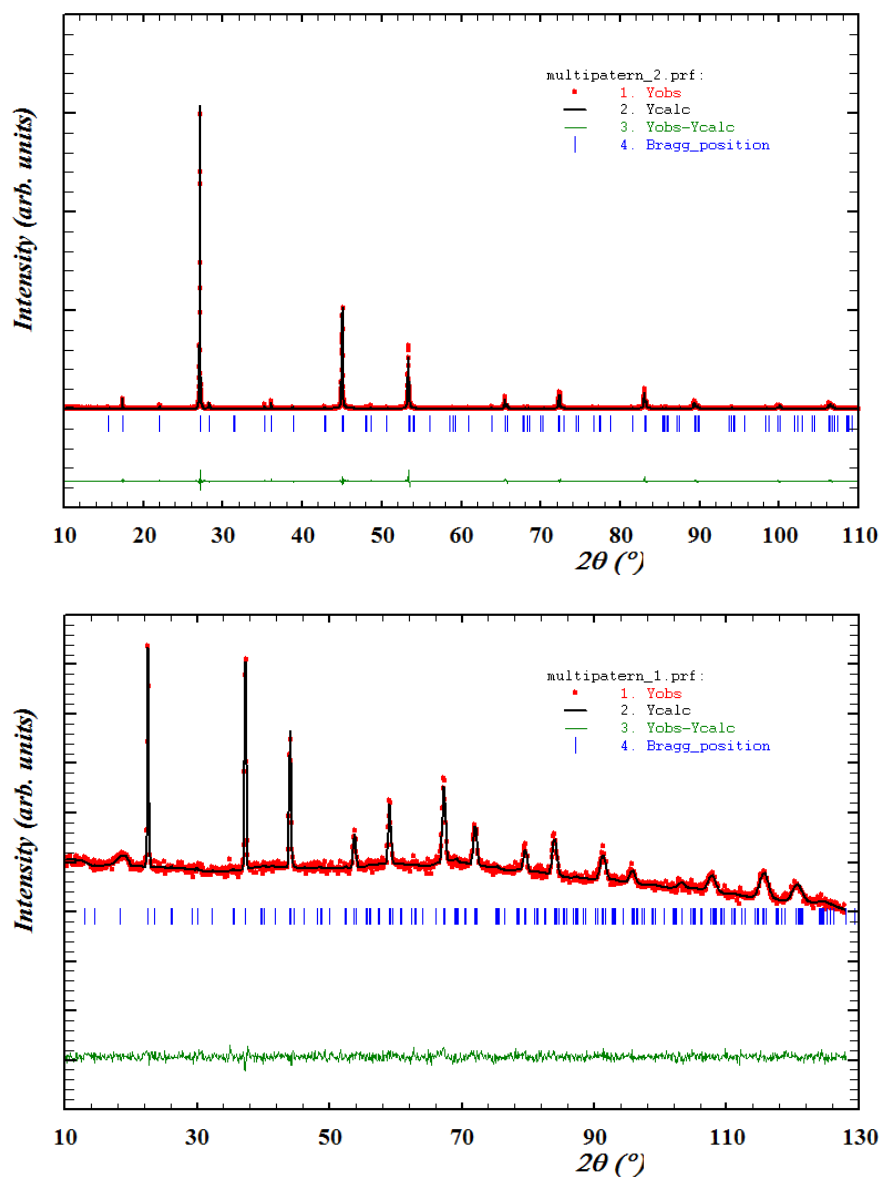 Intensity (arb. units)
multipatern_2.prf:
1. Yobs
2. Ycalc
3. Yobs-Ycalc
4. Bragg_position
10 20 30 40 50 60 70 80 90 100 110
2θ (°)
Intensity (arb. units)
multipatern_1.prf:
1. Yobs
2. Ycalc
3. Yobs-Ycalc
4. Bragg_position
10 30 50 70 90 110 130
2θ (°)